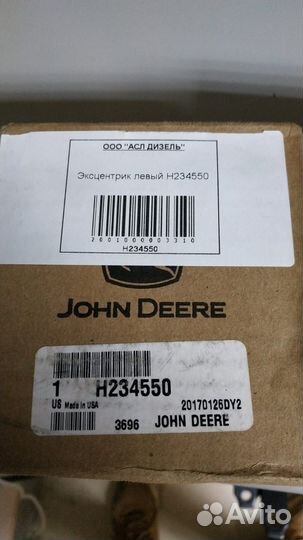 ООО "АСЛ ДИЗЕЛЬ"
Эксцентрик левый H234550
2001000003310
H234550
JOHN DEERE
1 H234550
US Made in USA 20170126DY2
3696 JOHN DEERE
Avito